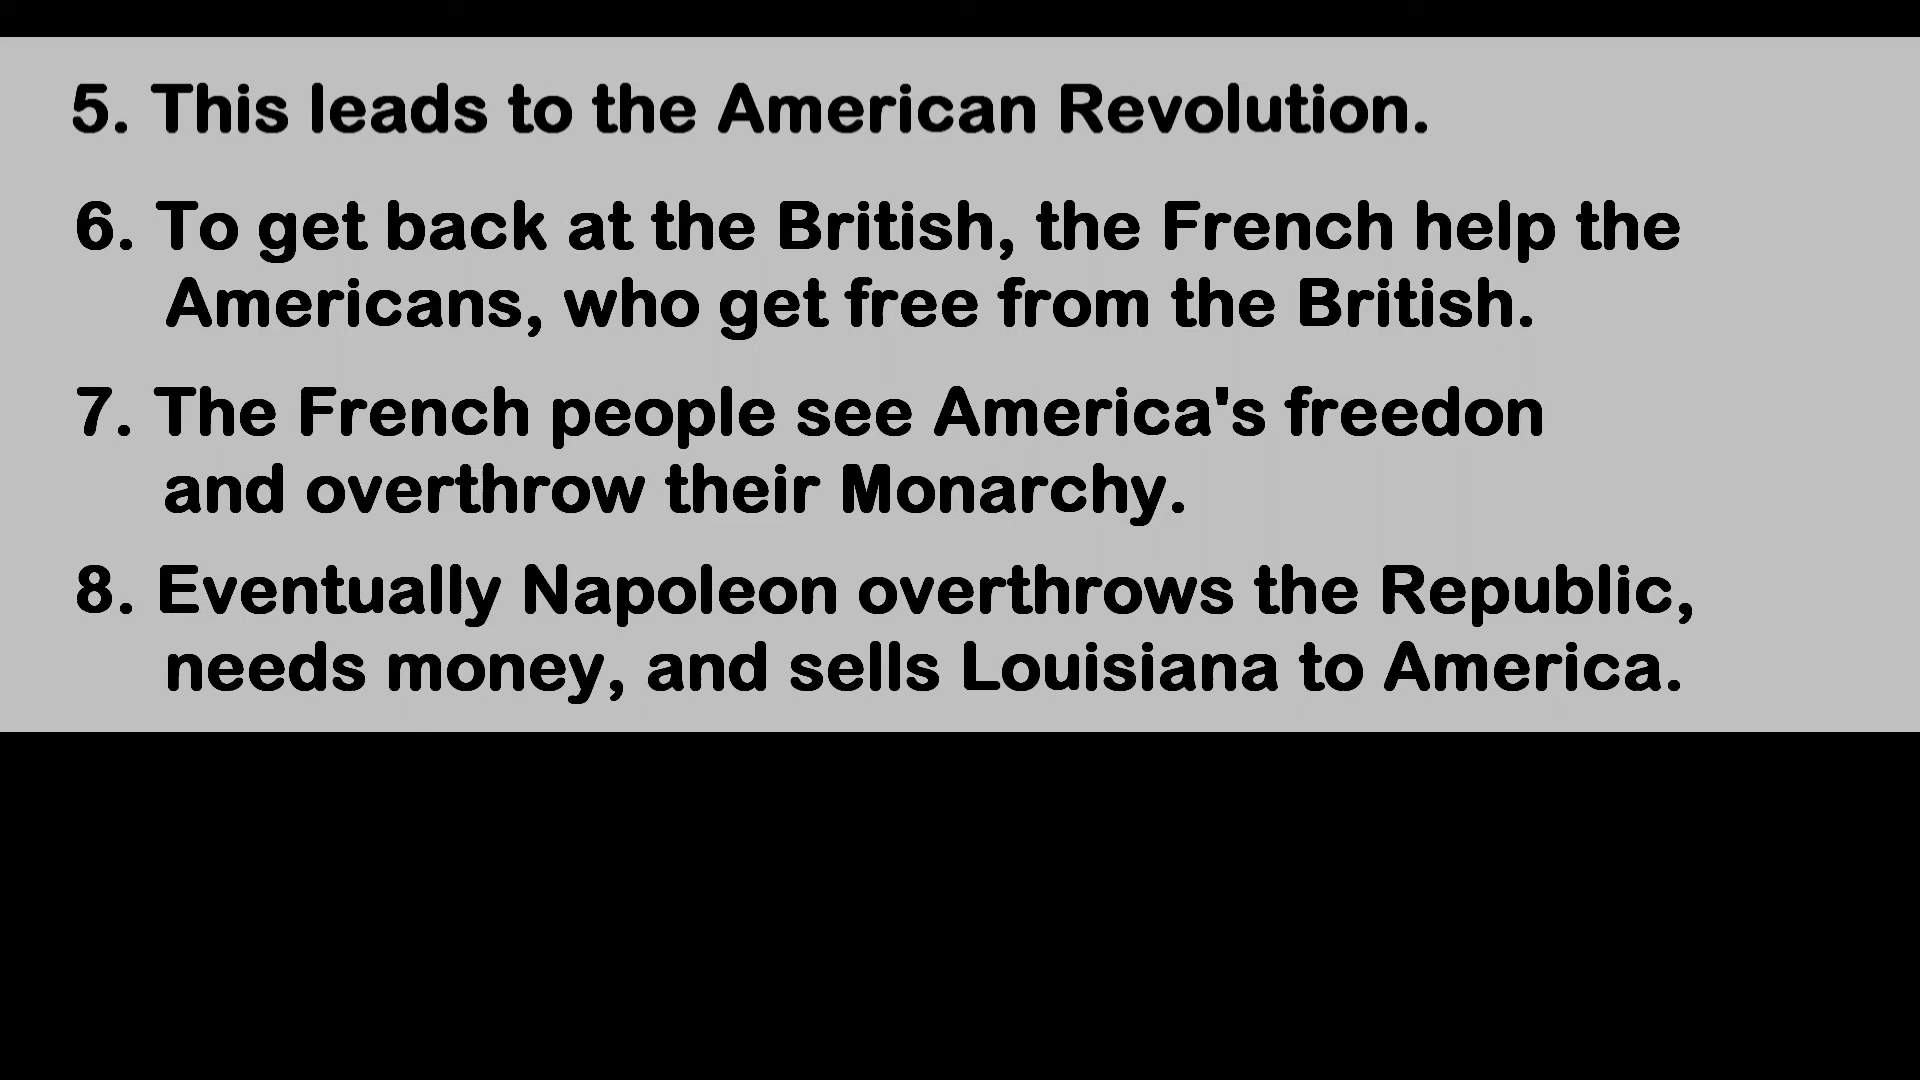 5. This leads to the American Revolution.
6. To get back at the British, the French help the
Americans, who get free from the British.
7. The French people see America's freedon
and overthrow their Monarchy.
8. Eventually Napoleon overthrows the Republic,
needs money, and sells Louisiana to America.